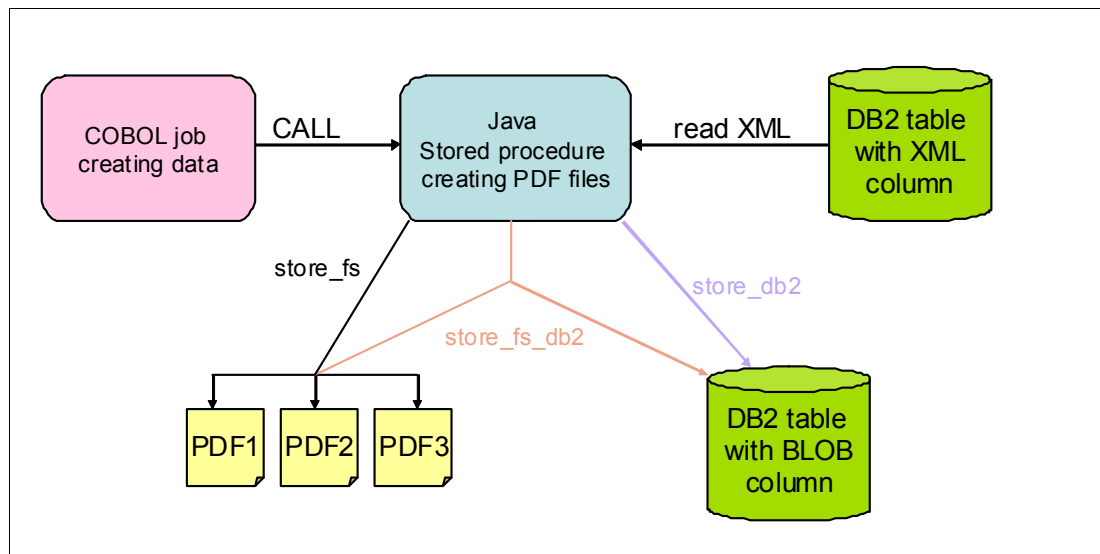 COBOL job
creating data
CALL
Java
Stored procedure
creating PDF files
read XML
DB2 table
with XML
column
store_fs
store_fs_db2
store_db2
PDF1
PDF2
PDF3
DB2 table
with BLOB
column